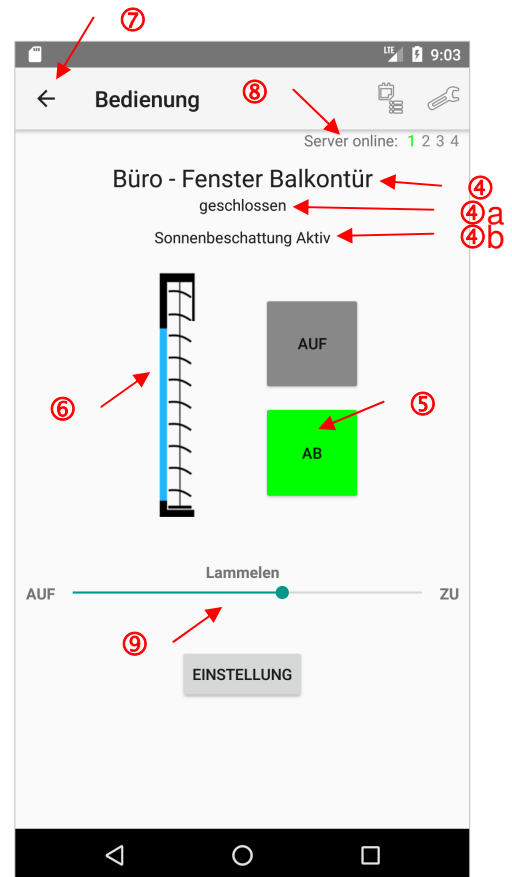 ⑦
LTE 9:03
Bedienung
⑧
Server online: 1 2 3 4
Büro - Fenster Balkontür ④
geschlossen ④a
Sonnenbeschattung Aktiv ④b
AUF
⑥ ⑤
AB
Lammelen
AUF ZU
⑨
EINSTELLUNG